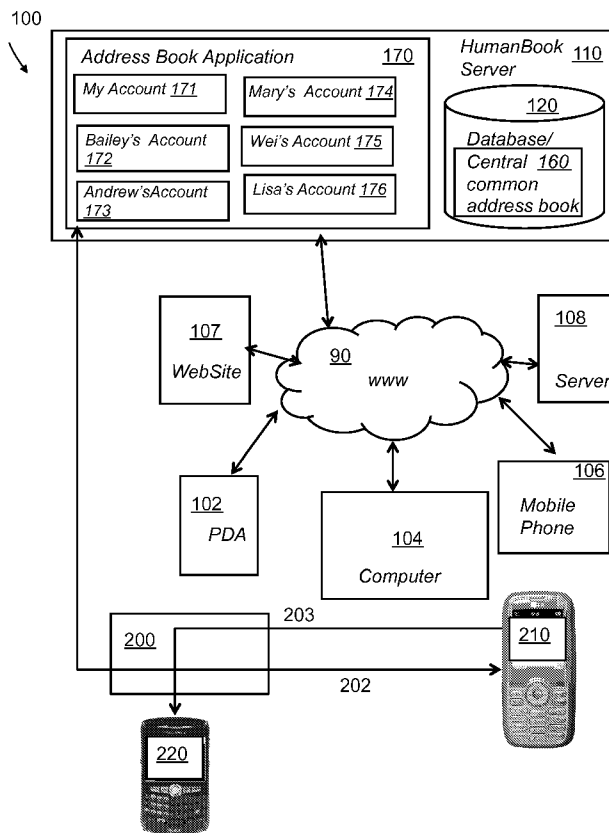 100
Address Book Application 170
My Account 171
Mary's Account 174
Bailey's Account 172
Wei's Account 175
Andrew'sAccount 173
Lisa's Account 176
HumanBook Server 110
120
Database/
Central 160
common
address book
107
WebSite
90
www
108
Server
102
PDA
104
Computer
106
Mobile
Phone
203
200
202
210
220